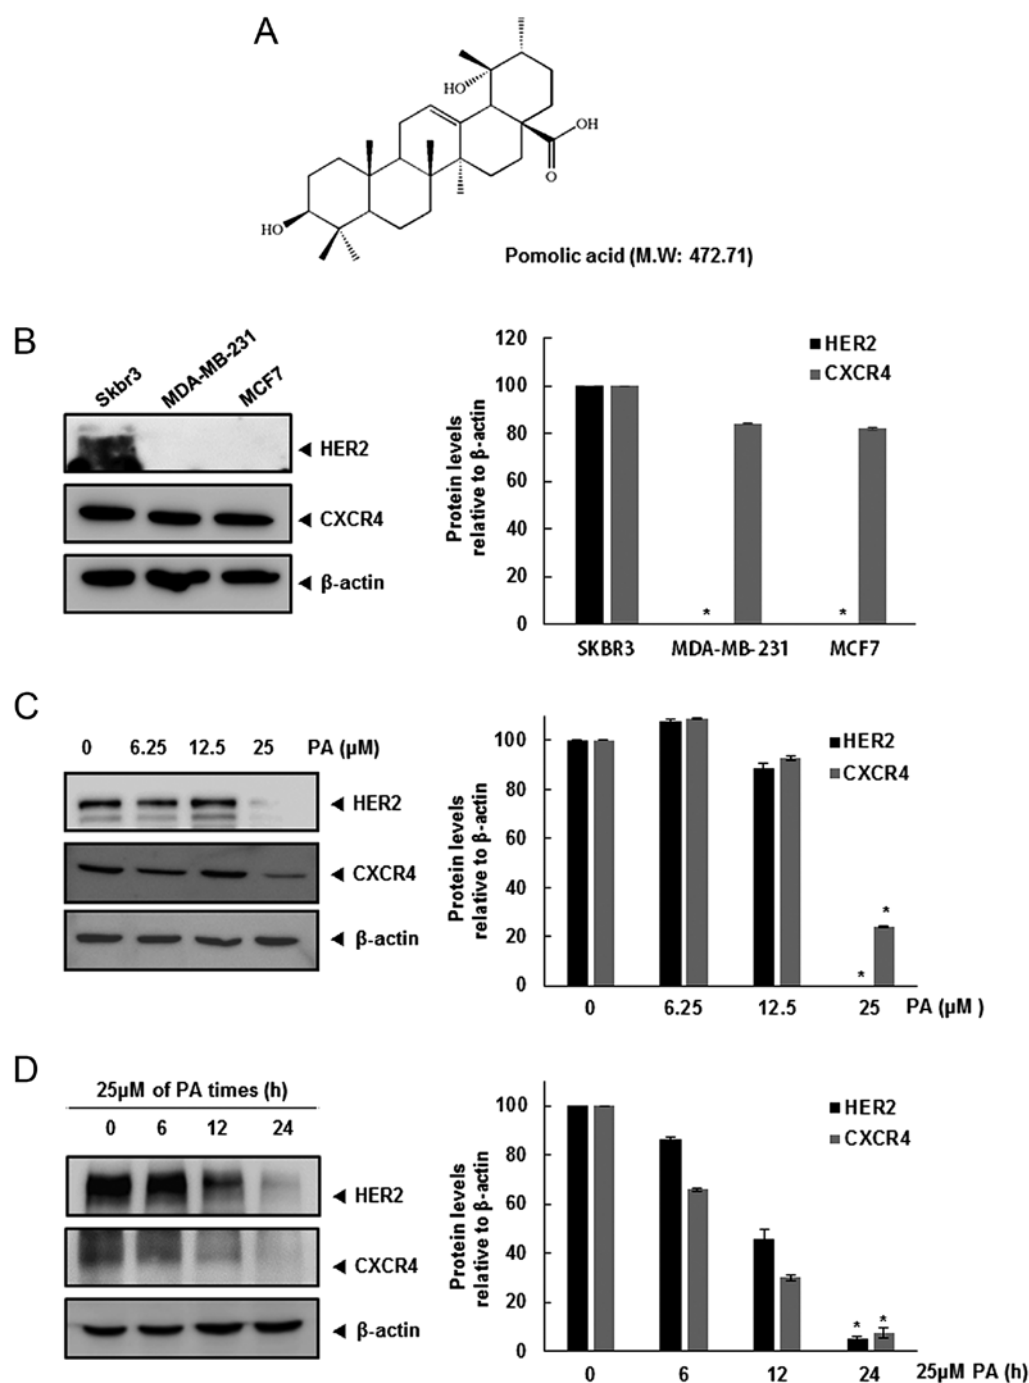 A
HO
OH
O
HO
Pomolic acid (M.W: 472.71)
B
Skbr3 MDA-MB-231 MCF7
HER2
CXCR4
β-actin
Protein levels
relative to β-actin
120
100
80
60
40
20
0
HER2
CXCR4
* *
SKBR3 MDA-MB-231 MCF7
C
0 6.25 12.5 25 PA (µM)
HER2
CXCR4
β-actin
Protein levels
relative to β-actin
100
80
60
40
20
0
HER2
CXCR4
* *
0 6.25 12.5 25 PA (µM )
D
25µM of PA times (h)
0 6 12 24
HER2
CXCR4
β-actin
Protein levels
relative to β-actin
100
80
60
40
20
0
HER2
CXCR4
* *
0 6 12 24 25µM PA (h)